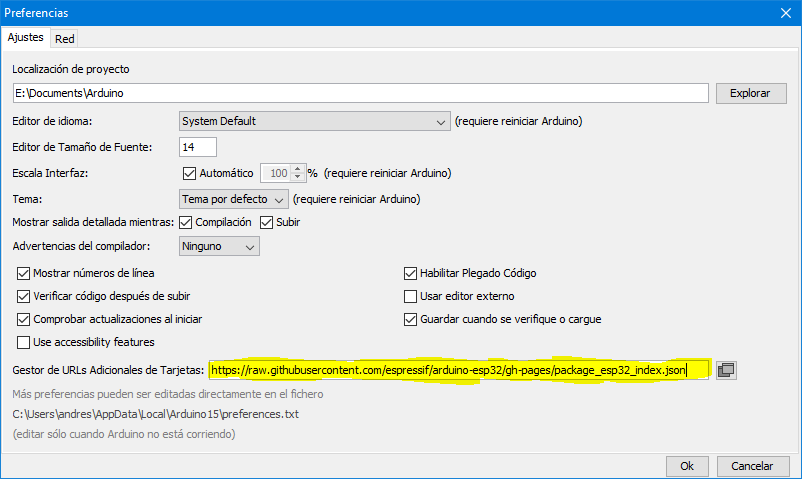 Preferencias
Ajustes Red
Localización de proyecto
E:\Documents\Arduino Explorar
Editor de idioma: System Default (requiere reiniciar Arduino)
Editor de Tamaño de Fuente: 14
Escala Interfaz: Automático 100 % (requiere reiniciar Arduino)
Tema: Tema por defecto (requiere reiniciar Arduino)
Mostrar salida detallada mientras: Compilación Subir
Advertencias del compilador: Ninguno
Mostrar números de línea Habilitar Plegado Código
Verificar código después de subir Usar editor externo
Comprobar actualizaciones al iniciar Guardar cuando se verifique o cargue
Use accessibility features
Gestor de URLs Adicionales de Tarjetas: https://raw.githubusercontent.com/espressif/arduino-esp32/gh-pages/package_esp32_index.json
Más preferencias pueden ser editadas directamente en el fichero
C:\Users\andres\AppData\Local\Arduino15\preferences.txt
(editar sólo cuando Arduino no está corriendo)
Ok Cancelar